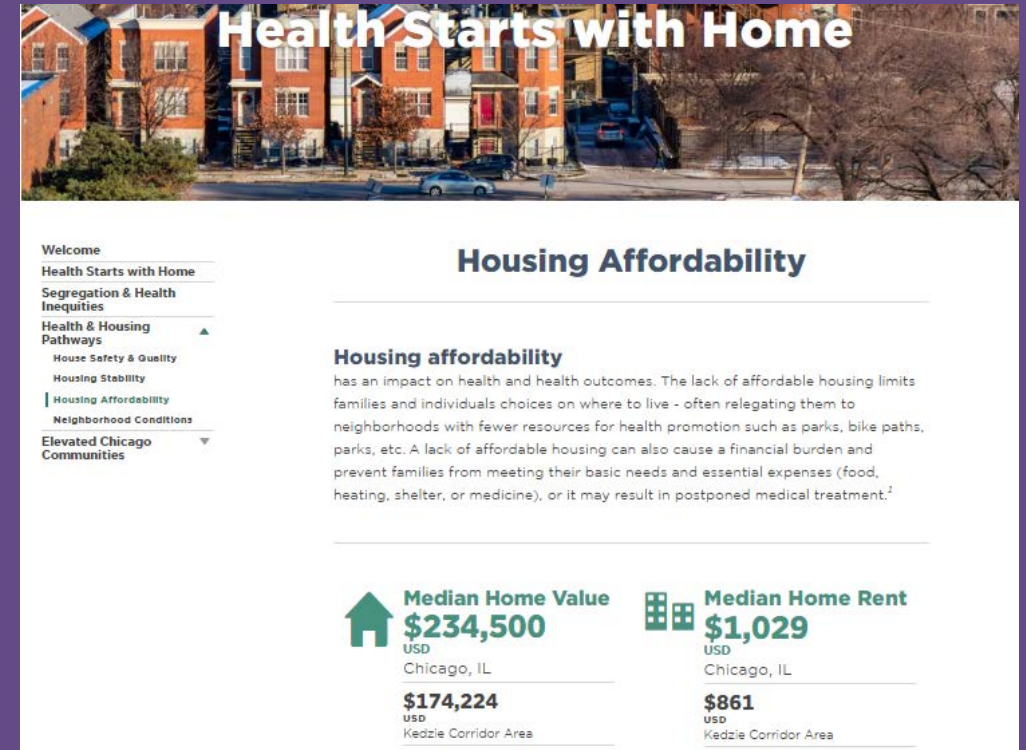 Health Starts with Home
Welcome
Health Starts with Home
Segregation & Health
Inequities
Health & Housing
Pathways
House Safety & Quality
Housing Stability
Housing Affordability
Neighborhood Conditions
Elevated Chicago
Communities
Housing Affordability
Housing affordability
has an impact on health and health outcomes. The lack of affordable housing limits
families and individuals choices on where to live - often relegating them to
neighborhoods with fewer resources for health promotion such as parks, bike paths,
parks, etc. A lack of affordable housing can also cause a financial burden and
prevent families from meeting their basic needs and essential expenses (food,
heating, shelter, or medicine), or it may result in postponed medical treatment.1
Median Home Value
$234,500
USD
Chicago, IL
$174,224
USD
Kedzie Corridor Area
Median Home Rent
$1,029
USD
Chicago, IL
$861
USD
Kedzie Corridor Area